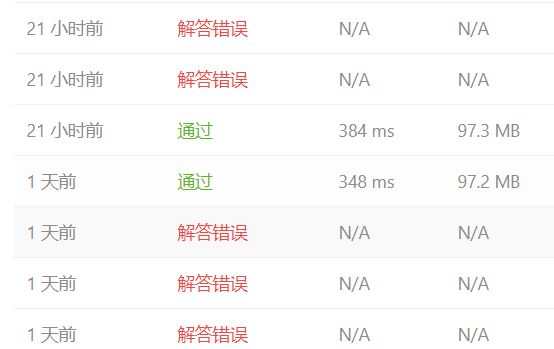 21 小时前 解答错误 N/A N/A
21 小时前 解答错误 N/A N/A
21 小时前 通过 384 ms 97.3 MB
1 天前 通过 348 ms 97.2 MB
1 天前 解答错误 N/A N/A
1 天前 解答错误 N/A N/A
1 天前 解答错误 N/A N/A